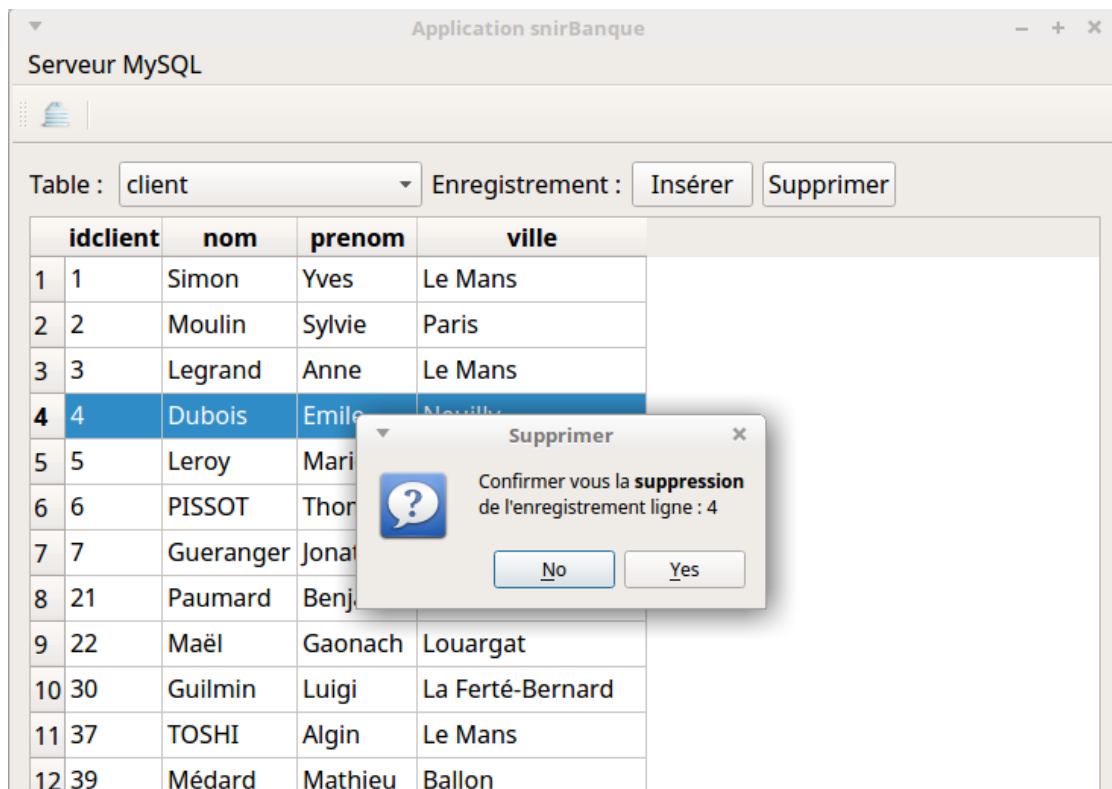 Application snirBanque
Serveur MySQL
Table : client Enregistrement : Insérer Supprimer
idclient nom prenom ville
1 1 Simon Yves Le Mans
2 2 Moulin Sylvie Paris
3 3 Legrand Anne Le Mans
4 4 Dubois Emile Neuilly
Supprimer
Confirmer vous la suppression
de l'enregistrement ligne : 4
No Yes
5 5 Leroy
6 6 PISSOT
7 7 Gueranger
8 21 Paumard
9 22 Maël Gaonach Louargat
10 30 Guilmin Luigi La Ferté-Bernard
11 37 TOSHI Algin Le Mans
12 39 Médard Mathieu Ballon